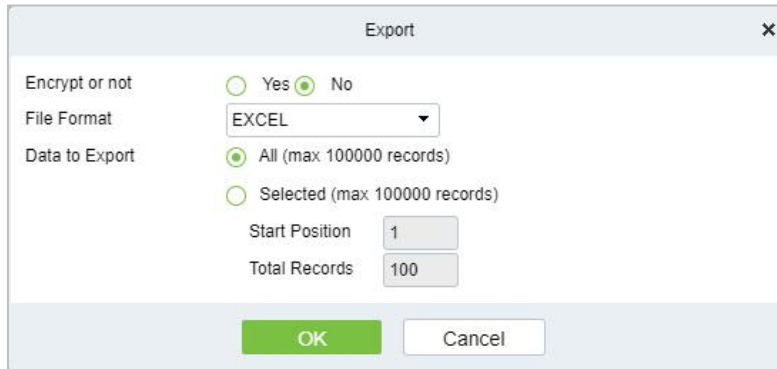 Export
Encrypt or not Yes No
File Format EXCEL
Data to Export All (max 100000 records)
Selected (max 100000 records)
Start Position 1
Total Records 100
OK Cancel